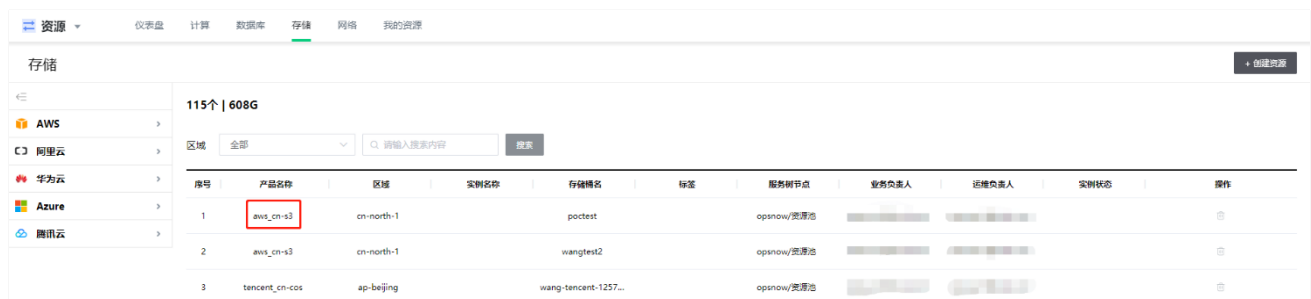 资源 仪表盘 计算 数据库 存储 网络 我的资源
存储 + 创建资源
115个 | 608G
AWS
阿里云
华为云
Azure
腾讯云
区域 全部 请输入搜索内容 搜索
序号 产品名称 区域 实例名称 存储桶名 标签 服务树节点 业务负责人 运维负责人 实例状态 操作
1 aws_cn-s3 cn-north-1 poctest opsnow/资源池
2 aws_cn-s3 cn-north-1 wangtest2 opsnow/资源池
3 tencent_cn-cos ap-beijing wang-tencent-1257... opsnow/资源池